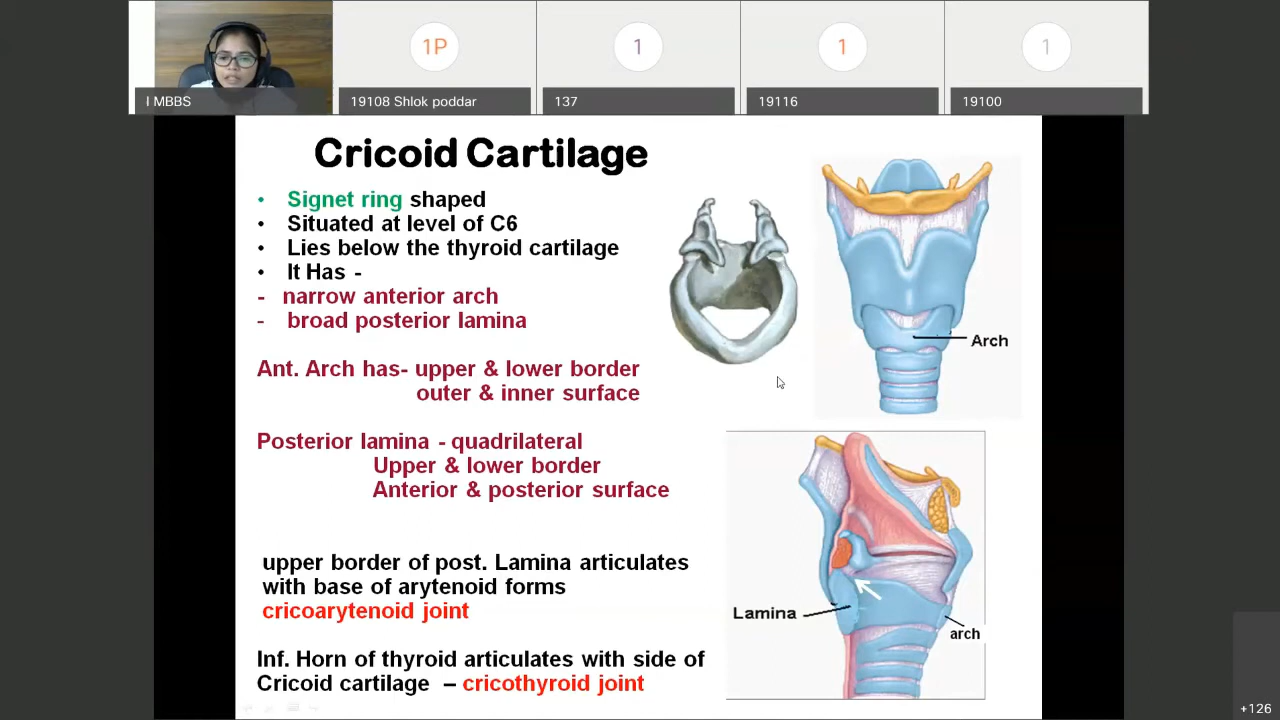 1P
1
1
1
I MBBS
19108 Shlok poddar
137
19116
19100
Cricoid Cartilage
• Signet ring shaped
• Situated at level of C6
• Lies below the thyroid cartilage
• It Has -
- narrow anterior arch
- broad posterior lamina
Ant. Arch has- upper & lower border
outer & inner surface
Posterior lamina - quadrilateral
Upper & lower border
Anterior & posterior surface
upper border of post. Lamina articulates
with base of arytenoid forms
cricoarytenoid joint
Inf. Horn of thyroid articulates with side of
Cricoid cartilage – cricothyroid joint
Arch
Lamina
arch
+126